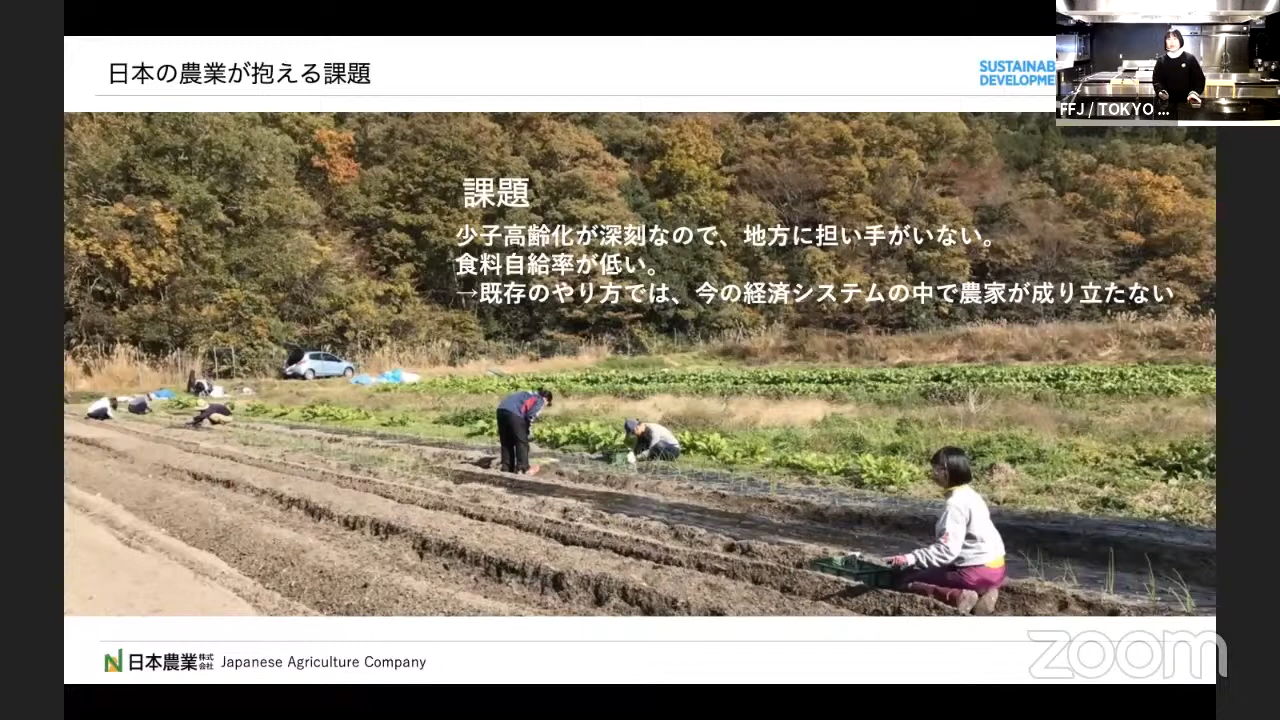 日本の農業が抱える課題
SUSTAINAB
DEVELOPME
FFJ / TOKYO ...
課題
少子高齢化が深刻なので、地方に担い手がいない。
食料自給率が低い。
→既存のやり方では、今の経済システムの中で農家が成り立たない
日本農業株式会社 Japanese Agriculture Company
zoom